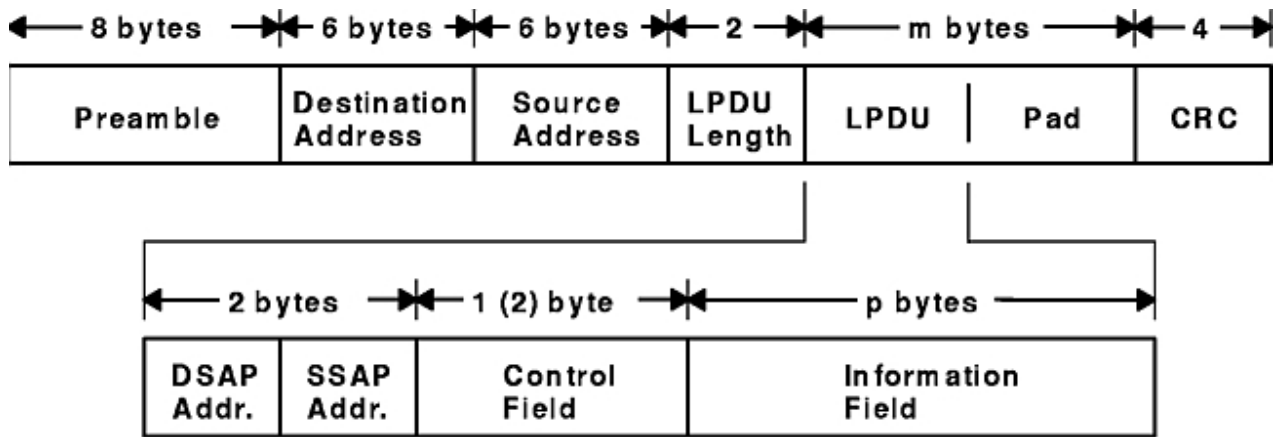 8 bytes 6 bytes 6 bytes 2 m bytes 4
Preamble Destination Address Source Address LPDU Length LPDU Pad CRC
2 bytes 1 (2) byte p bytes
DSAP Addr. SSAP Addr. Control Field Information Field